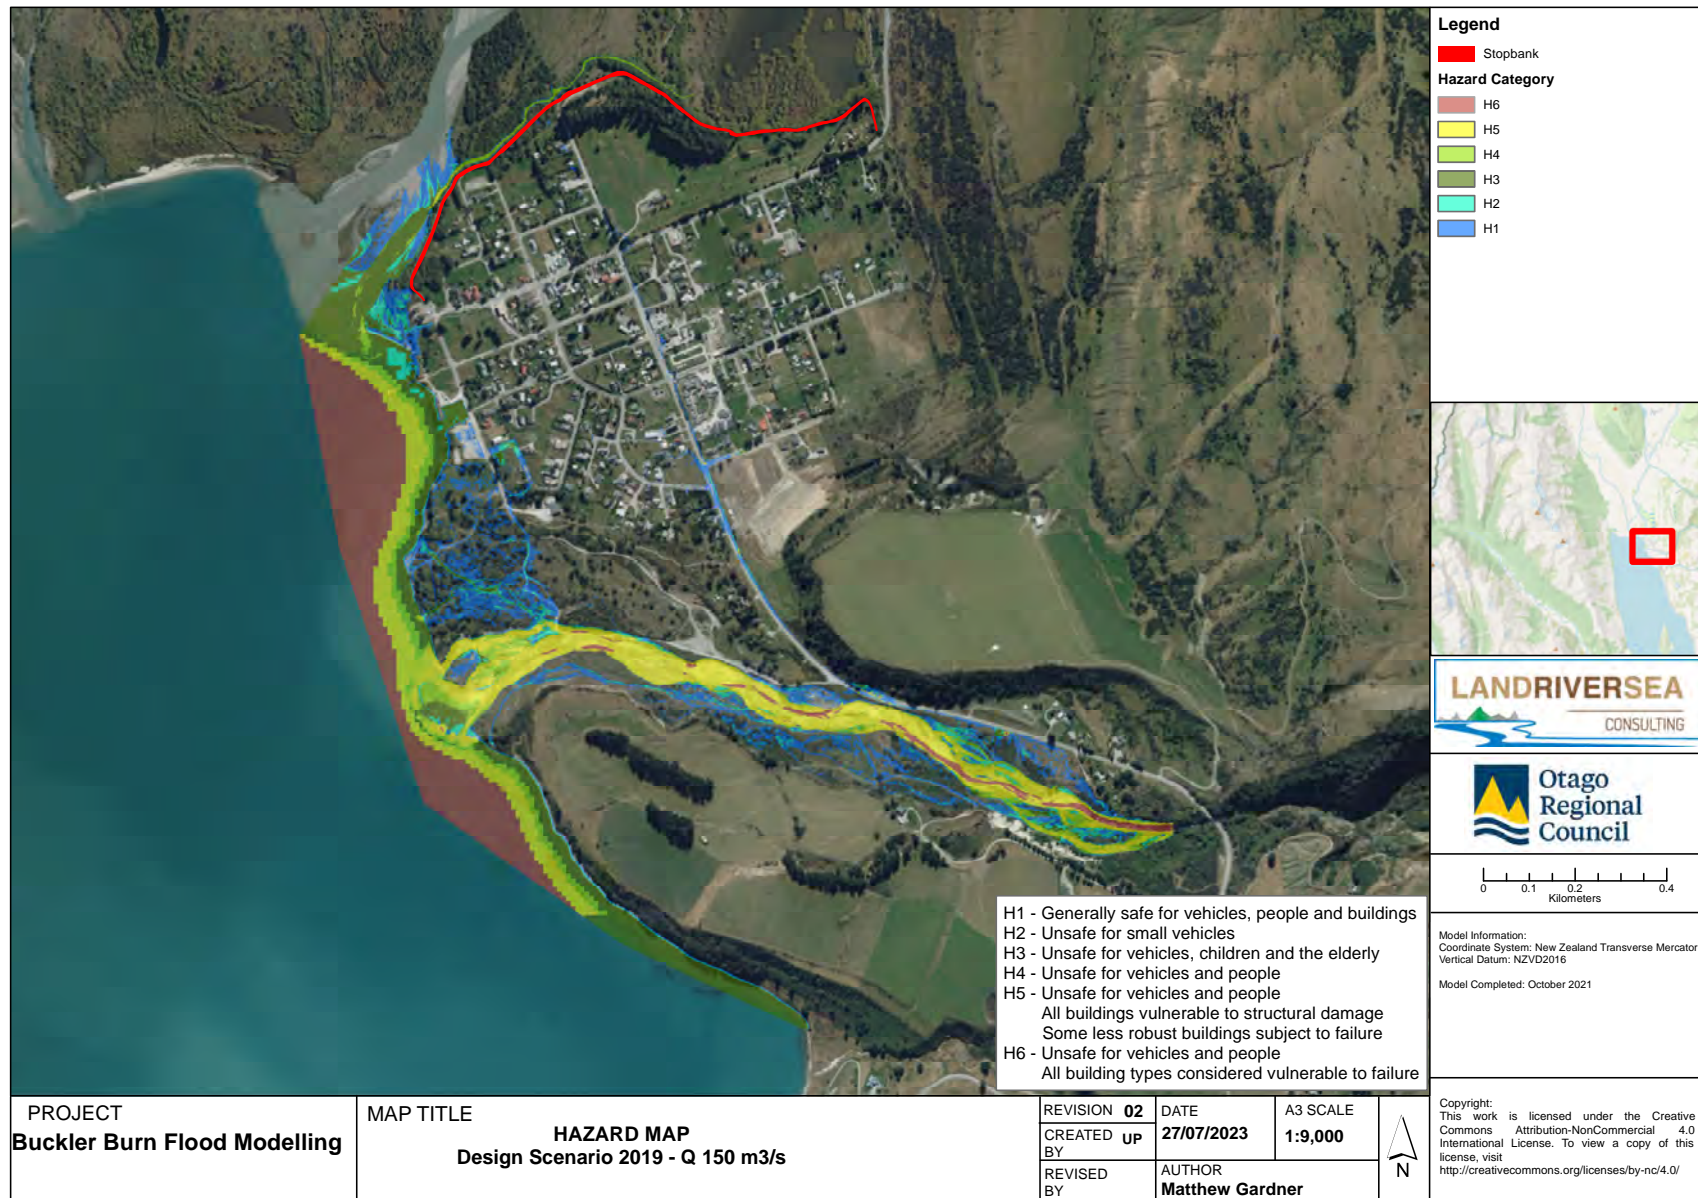 Legend
Stopbank
Hazard Category
H6
H5
H4
H3
H2
H1
LANDRIVERSEA
CONSULTING
Otago
Regional
Council
0 0.1 0.2 0.4
Kilometers
Model Information:
Coordinate System: New Zealand Transverse Mercator
Vertical Datum: NZVD2016
Model Completed: October 2021
Copyright:
This work is licensed under the Creative
Commons Attribution-NonCommercial 4.0
International License. To view a copy of this
license, visit
http://creativecommons.org/licenses/by-nc/4.0/
H1 - Generally safe for vehicles, people and buildings
H2 - Unsafe for small vehicles
H3 - Unsafe for vehicles, children and the elderly
H4 - Unsafe for vehicles and people
H5 - Unsafe for vehicles and people
All buildings vulnerable to structural damage
Some less robust buildings subject to failure
H6 - Unsafe for vehicles and people
All building types considered vulnerable to failure
PROJECT
Buckler Burn Flood Modelling
MAP TITLE
HAZARD MAP
Design Scenario 2019 - Q 150 m3/s
REVISION 02
CREATED BY UP
REVISED BY
DATE
27/07/2023
A3 SCALE
1:9,000
AUTHOR
Matthew Gardner
N